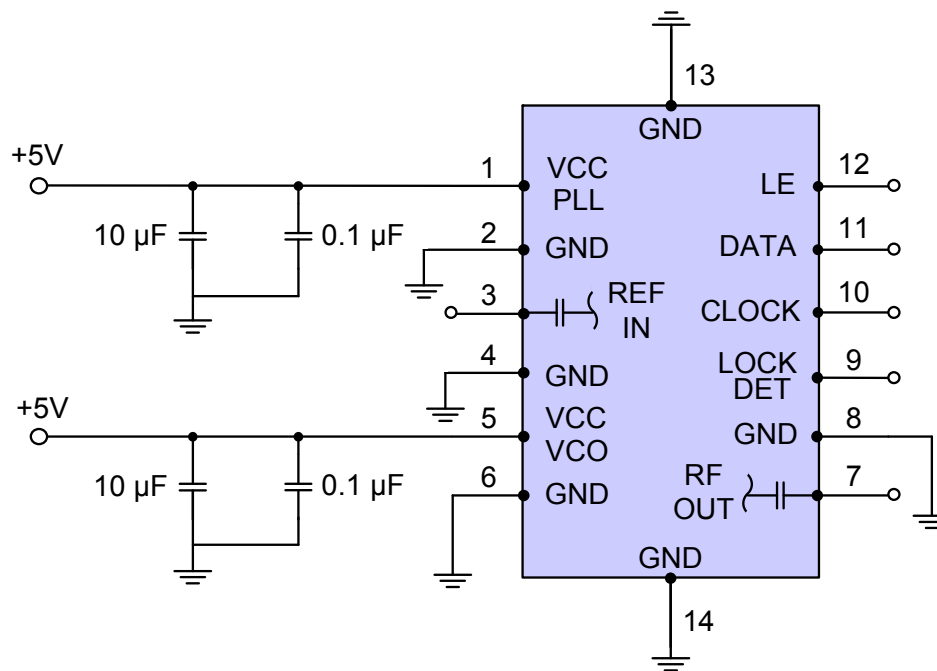 13
GND
+5V
1
VCC
PLL
12
LE
10 µF
0.1 µF
2
GND
11
DATA
3
REF
IN
10
CLOCK
4
GND
9
LOCK
DET
+5V
5
VCC
VCO
8
GND
10 µF
0.1 µF
6
GND
7
RF
OUT
GND
14